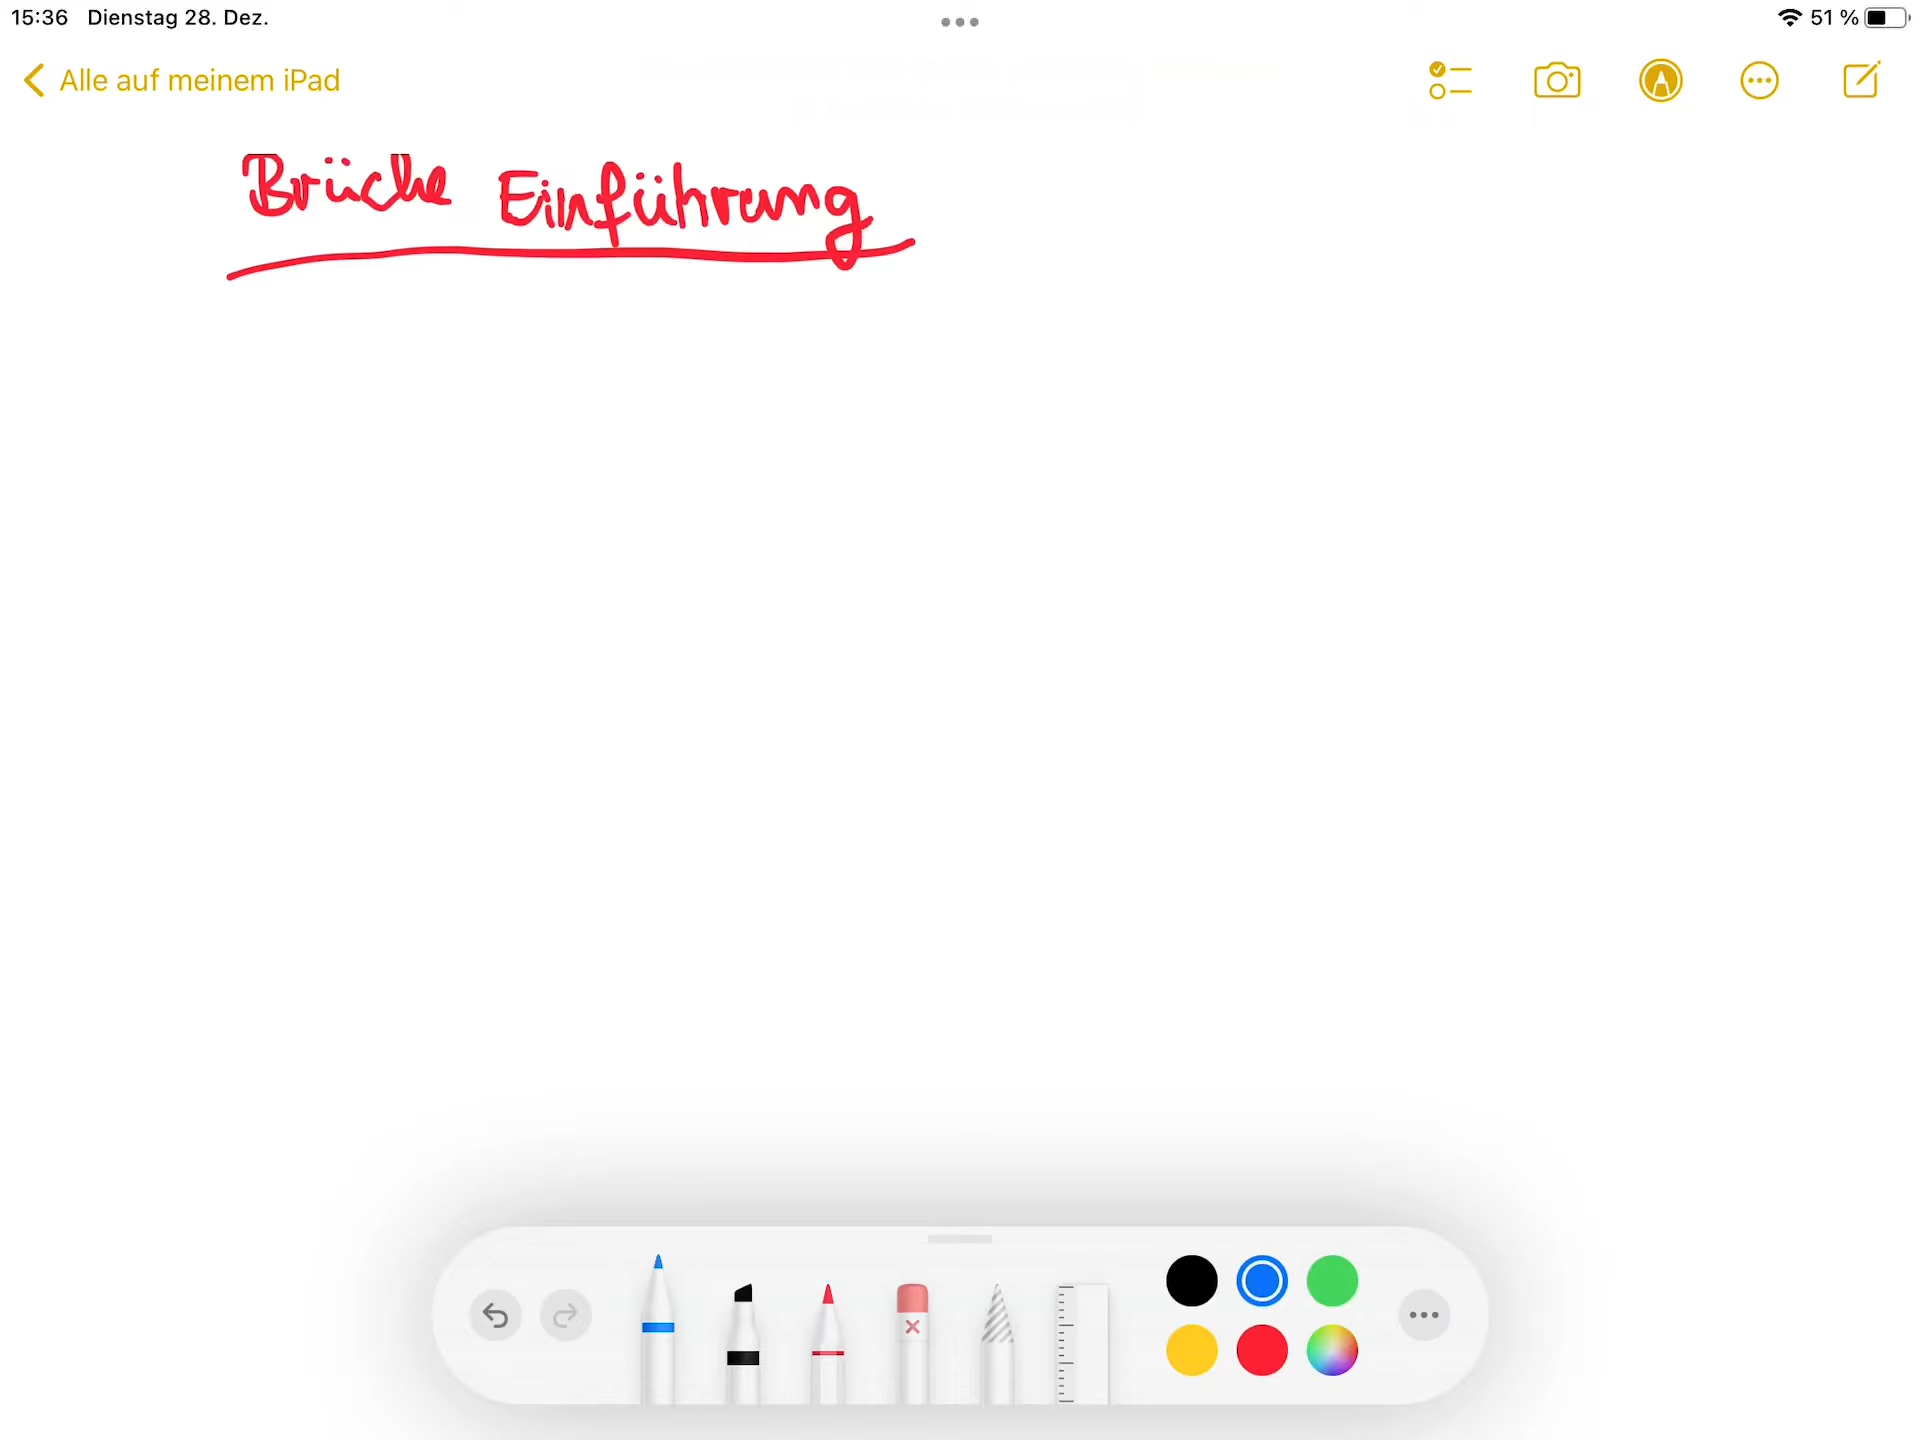 15:36 Dienstag 28. Dez.
51 %
Alle auf meinem iPad
Brüche Einführung